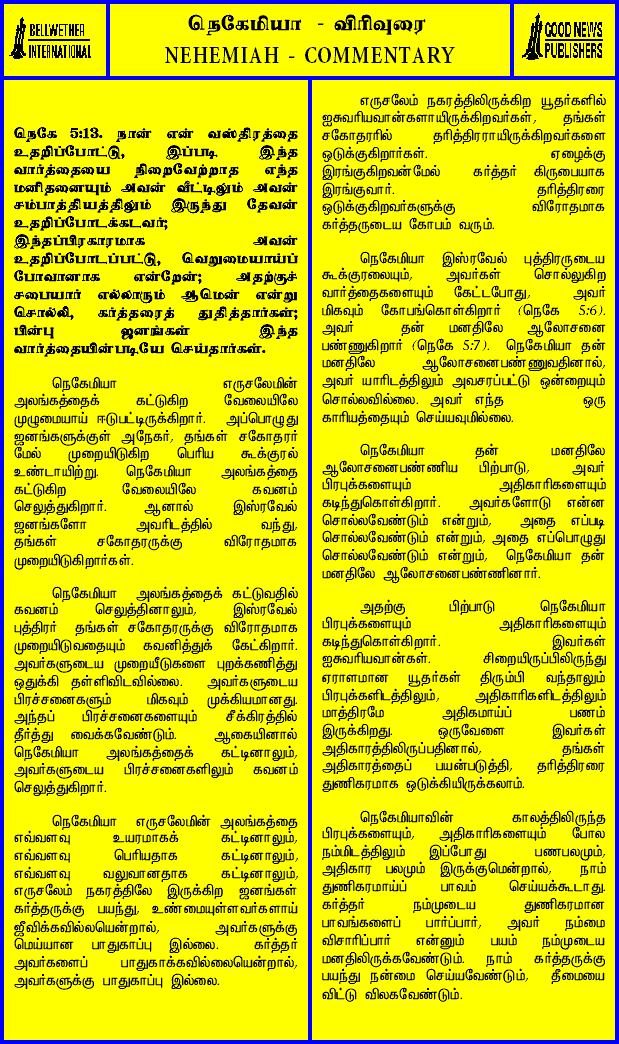 BELLWETHER
INTERNATIONAL
நெகேமியா - விரிவுரை
NEHEMIAH - COMMENTARY
GOOD NEWS
PUBLISHERS
நெகே 5:13. நான் என் வஸ்திரத்தை
உதறிப்போட்டு, இப்படி இந்த
வார்த்தையை நிறைவேற்றாத எந்த
மனிதனையும் அவன் வீட்டிலும் அவன்
சம்பாத்தியத்திலும் இருந்து தேவன்
உதறிப்போடக்கடவர்;
இந்தப்பிரகாரமாக அவன்
உதறிப்போடப்பட்டு, வெறுமையாய்ப்
போவானாக என்றேன்; அதற்குச்
சபையார் எல்லாரும் ஆமென் என்று
சொல்லி, கர்த்தரைத் துதித்தார்கள்;
பின்பு ஜனங்கள் இந்த
வார்த்தையின்படியே செய்தார்கள்.
நெகேமியா எருசலேமின்
அலங்கத்தைக் கட்டுகிற வேலையிலே
முழுமையாய் ஈடுபட்டிருக்கிறார். அப்பொழுது
ஜனங்களுக்குள் அநேகர், தங்கள் சகோதரர்
மேல் முறையிடுகிற பெரிய கூக்குரல்
உண்டாயிற்று. நெகேமியா அலங்கத்தை
கட்டுகிற வேலையிலே கவனம்
செலுத்துகிறார். ஆனால் இஸ்ரவேல்
ஜனங்களோ அவரிடத்தில் வந்து,
தங்கள் சகோதரருக்கு விரோதமாக
முறையிடுகிறார்கள்.
நெகேமியா அலங்கத்தைக் கட்டுவதில்
கவனம் செலுத்தினாலும், இஸ்ரவேல்
புத்திரர் தங்கள் சகோதரருக்கு விரோதமாக
முறையிடுவதையும் கவனித்துக் கேட்கிறார்.
அவர்களுடைய முறையீடுகளை புறக்கணித்து
ஒதுக்கி தள்ளிவிடவில்லை. அவர்களுடைய
பிரச்சனைகளும் மிகவும் முக்கியமானது.
அந்தப் பிரச்சனைகளையும் சீக்கிரத்தில்
தீர்த்து வைக்கவேண்டும். ஆகையினால்
நெகேமியா அலங்கத்தைக் கட்டினாலும்,
அவர்களுடைய பிரச்சனைகளிலும் கவனம்
செலுத்துகிறார்.
நெகேமியா எருசலேமின் அலங்கத்தை
எவ்வளவு உயரமாகக் கட்டினாலும்,
எவ்வளவு பெரியதாக கட்டினாலும்,
எவ்வளவு வலுவானதாக கட்டினாலும்,
எருசலேம் நகரத்திலே இருக்கிற ஜனங்கள்
கர்த்தருக்கு பயந்து, உண்மையுள்ளவர்களாய்
ஜீவிக்கவில்லையென்றால், அவர்களுக்கு
மெய்யான பாதுகாப்பு இல்லை. கர்த்தர்
அவர்களைப் பாதுகாக்கவில்லையென்றால்,
அவர்களுக்கு பாதுகாப்பு இல்லை.
எருசலேம் நகரத்திலிருக்கிற யூதர்களில்
ஐசுவரியவான்களாயிருக்கிறவர்கள், தங்கள்
சகோதரரில் தரித்திரராயிருக்கிறவர்களை
ஒடுக்குகிறார்கள். ஏழைக்கு
இரங்குகிறவன்மேல் கர்த்தர் கிருபையாக
இரங்குவார். தரித்திரரை
ஒடுக்குகிறவர்களுக்கு விரோதமாக
கர்த்தருடைய கோபம் வரும்.
நெகேமியா இஸ்ரவேல் புத்திரருடைய
கூக்குரலையும், அவர்கள் சொல்லுகிற
வார்த்தைகளையும் கேட்டபோது, அவர்
மிகவும் கோபங்கொள்கிறார் (நெகே 5:6).
அவர் தன் மனதிலே ஆலோசனை
பண்ணுகிறார் (நெகே 5:7). நெகேமியா தன்
மனதிலே ஆலோசனைபண்ணுவதினால்,
அவர் யாரிடத்திலும் அவசரப்பட்டு ஒன்றையும்
சொல்லவில்லை. அவர் எந்த ஒரு
காரியத்தையும் செய்யவுமில்லை.
நெகேமியா தன் மனதிலே
ஆலோசனைபண்ணிய பிற்பாடு, அவர்
பிரபுக்களையும் அதிகாரிகளையும்
கடிந்துகொள்கிறார். அவர்களோடு என்ன
சொல்லவேண்டும் என்றும், அதை எப்படி
சொல்லவேண்டும் என்றும், அதை எப்பொழுது
சொல்லவேண்டும் என்றும், நெகேமியா தன்
மனதிலே ஆலோசனைபண்ணினார்.
அதற்கு பிற்பாடு நெகேமியா
பிரபுக்களையும் அதிகாரிகளையும்
கடிந்துகொள்கிறார். இவர்கள்
ஐசுவரியவான்கள். சிறையிருப்பிலிருந்து
ஏராளமான யூதர்கள் திரும்பி வந்தாலும்
பிரபுக்களிடத்திலும், அதிகாரிகளிடத்திலும்
மாத்திரமே அதிகமாய்ப் பணம்
இருக்கிறது. ஒருவேளை இவர்கள்
அதிகாரத்திலிருப்பதினால், தங்கள்
அதிகாரத்தைப் பயன்படுத்தி, தரித்திரரை
துணிகரமாக ஒடுக்கியிருக்கலாம்.
நெகேமியாவின் காலத்திலிருந்த
பிரபுக்களையும், அதிகாரிகளையும் போல
நம்மிடத்திலும் இப்போது பணபலமும்,
அதிகார பலமும் இருக்குமென்றால், நாம்
துணிகரமாய்ப் பாவம் செய்யக்கூடாது.
கர்த்தர் நம்முடைய துணிகரமான
பாவங்களைப் பார்ப்பார், அவர் நம்மை
விசாரிப்பார் என்னும் பயம் நம்முடைய
மனதிலிருக்கவேண்டும். நாம் கர்த்தருக்கு
பயந்து நன்மை செய்யவேண்டும், தீமையை
விட்டு விலகவேண்டும்.